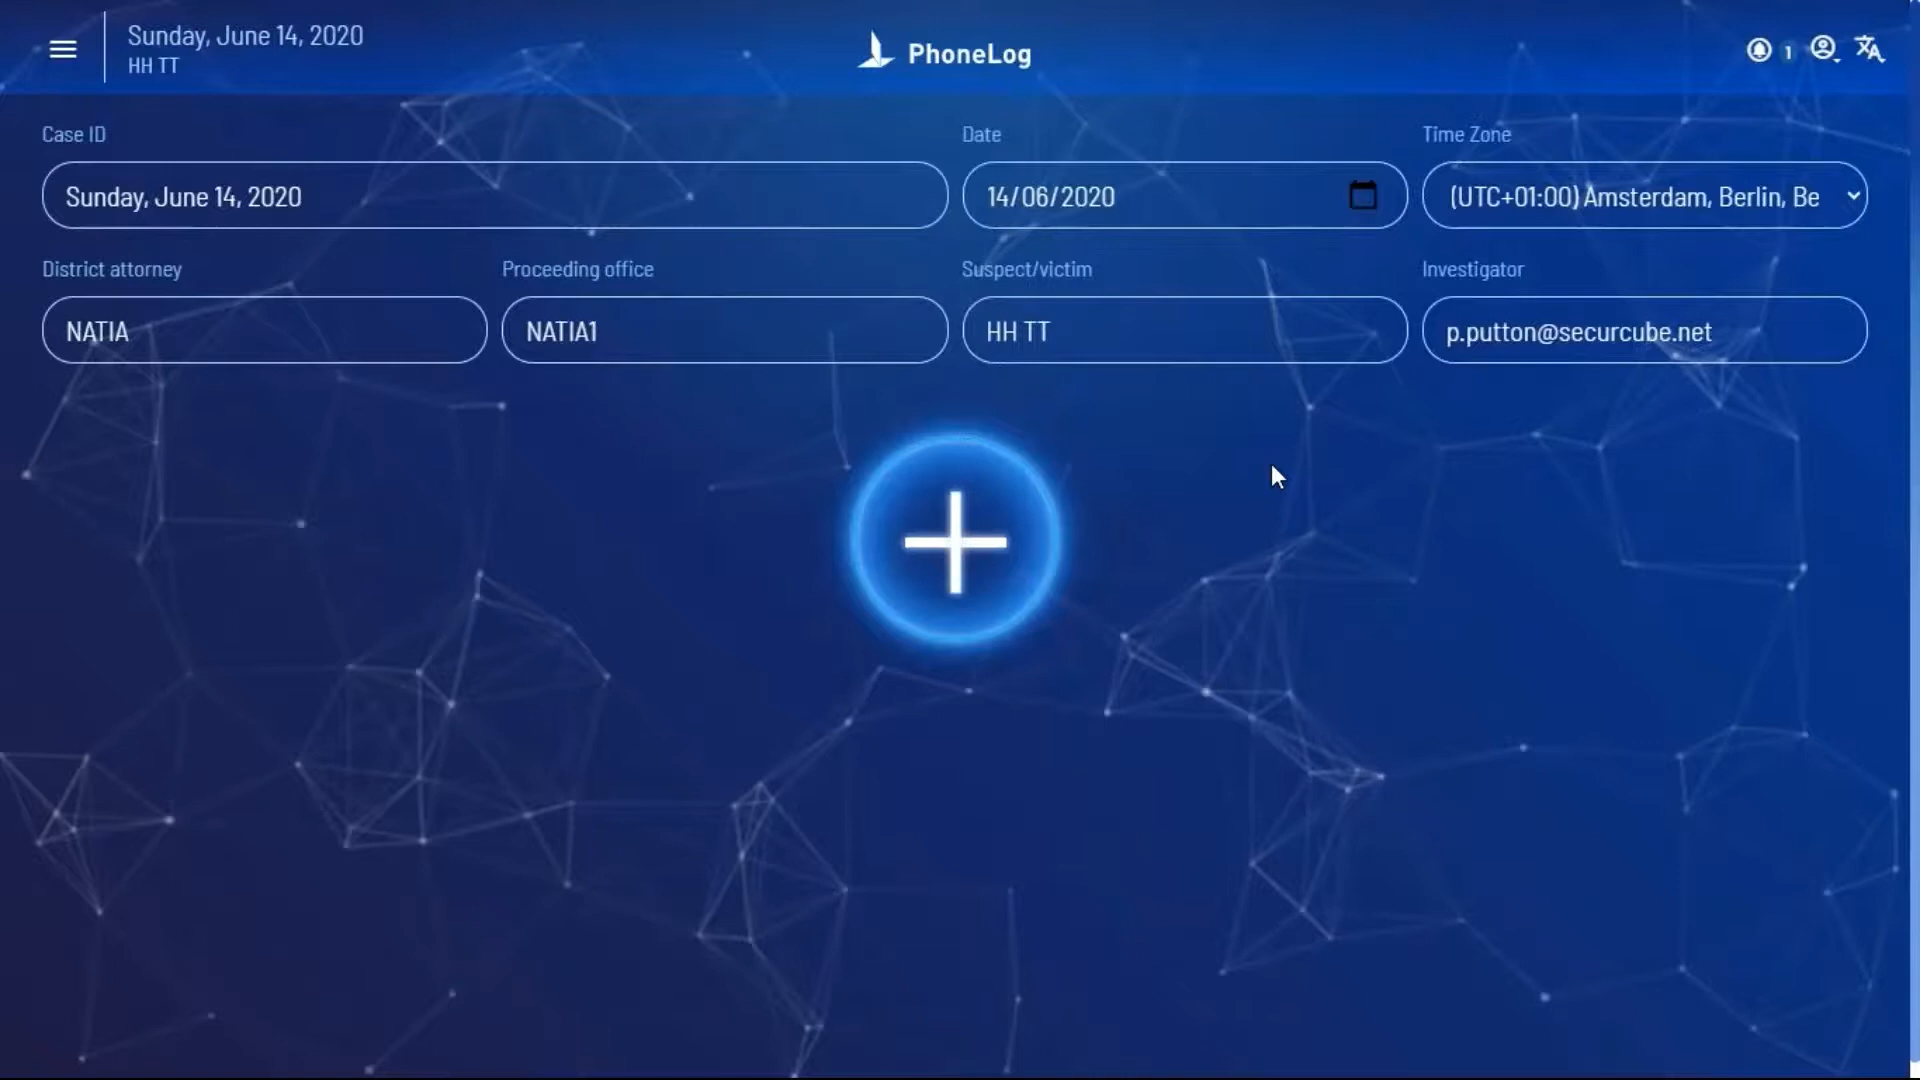 Sunday, June 14, 2020
HH TT
PhoneLog
1
Case ID
Date
Time Zone
Sunday, June 14, 2020
14/06/2020
(UTC+01:00) Amsterdam, Berlin, Be
District attorney
Proceeding office
Suspect/victim
Investigator
NATIA
NATIA1
HH TT
p.putton@securcube.net